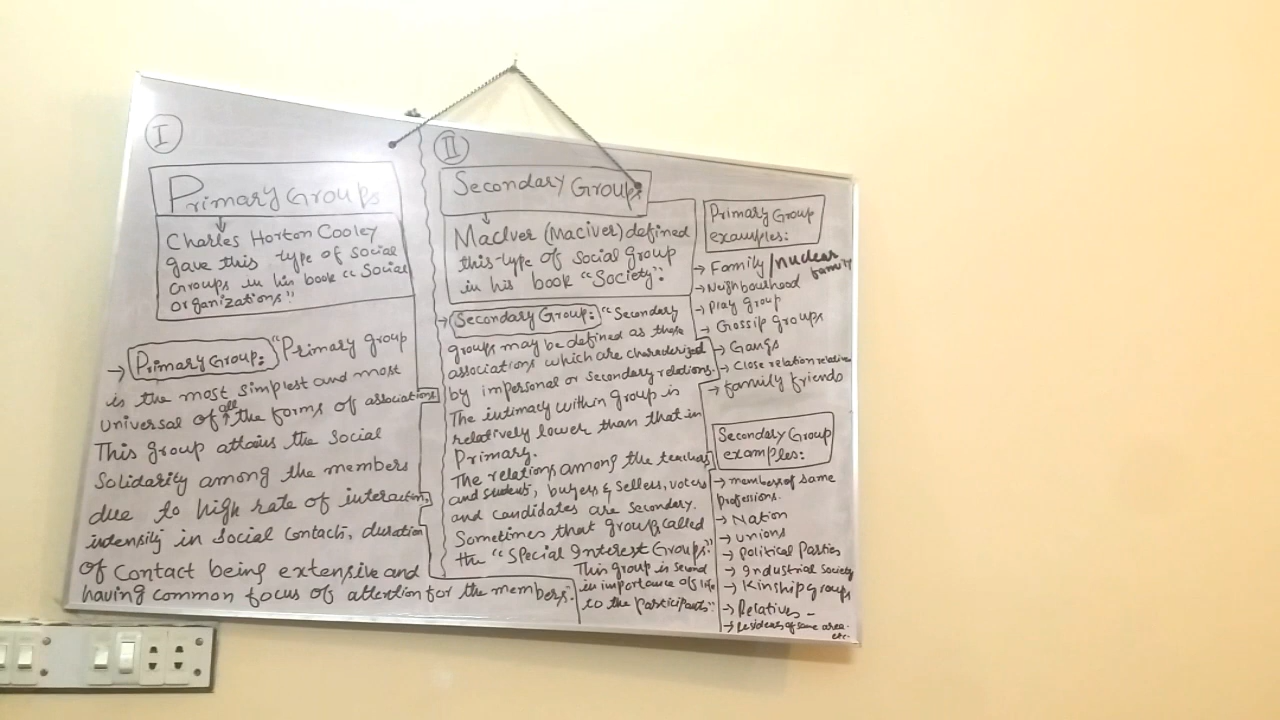 I
Primary Groups
Charles Horton Cooley
gave this type of social
Groups in his book "Social
organizations"
→ Primary Group: "Primary group
is the most simplest and most
universal of all the forms of associations.
This group attains the social
Solidarity among the members
due to high rate of interaction,
intensity in social contacts, duration
of contact being extensive and
having common focus of attention for the members."
II
Secondary Groups
MacIver (Maciver) defined
this type of social group
in his book "Society".
→ Secondary Group: "Secondary
groups may be defined as those
associations which are characterized
by impersonal or secondary relations.
The intimacy within group is
relatively lower than that in
Primary.
The relations among the teachers
and students, buyers & sellers, voters
and candidates are secondary.
Sometimes that group called
the "Special Interest Groups."
This group is second
in importance of life
to the participants."
Primary Group
examples:
→ Family/nuclear
family
→ Neighbourhood
→ Play group
→ Gossip groups
→ Gangs
→ Close relation relatives
→ family friends
Secondary Group
examples:
→ members of same
professions.
→ Nation
→ unions
→ political Parties
→ Industrial society
→ Kinship groups
→ Relatives -
→ residents of same area.
etc.